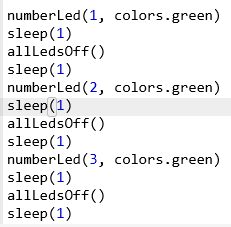 numberLed(1, colors.green)
sleep(1)
allLedsOff()
sleep(1)
numberLed(2, colors.green)
sleep(1)
allLedsOff()
sleep(1)
numberLed(3, colors.green)
sleep(1)
allLedsOff()
sleep(1)